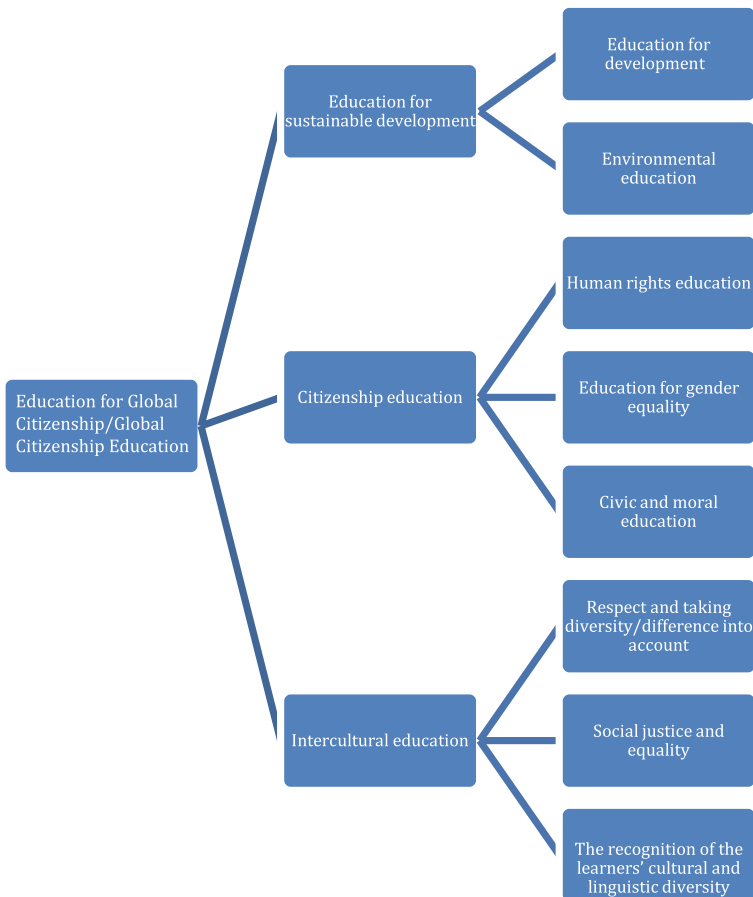 Education for Global
Citizenship/Global
Citizenship Education
Education for
sustainable development
Education for
development
Environmental
education
Citizenship education
Human rights education
Education for gender
equality
Civic and moral
education
Intercultural education
Respect and taking
diversity/difference into
account
Social justice and
equality
The recognition of the
learners’ cultural and
linguistic diversity